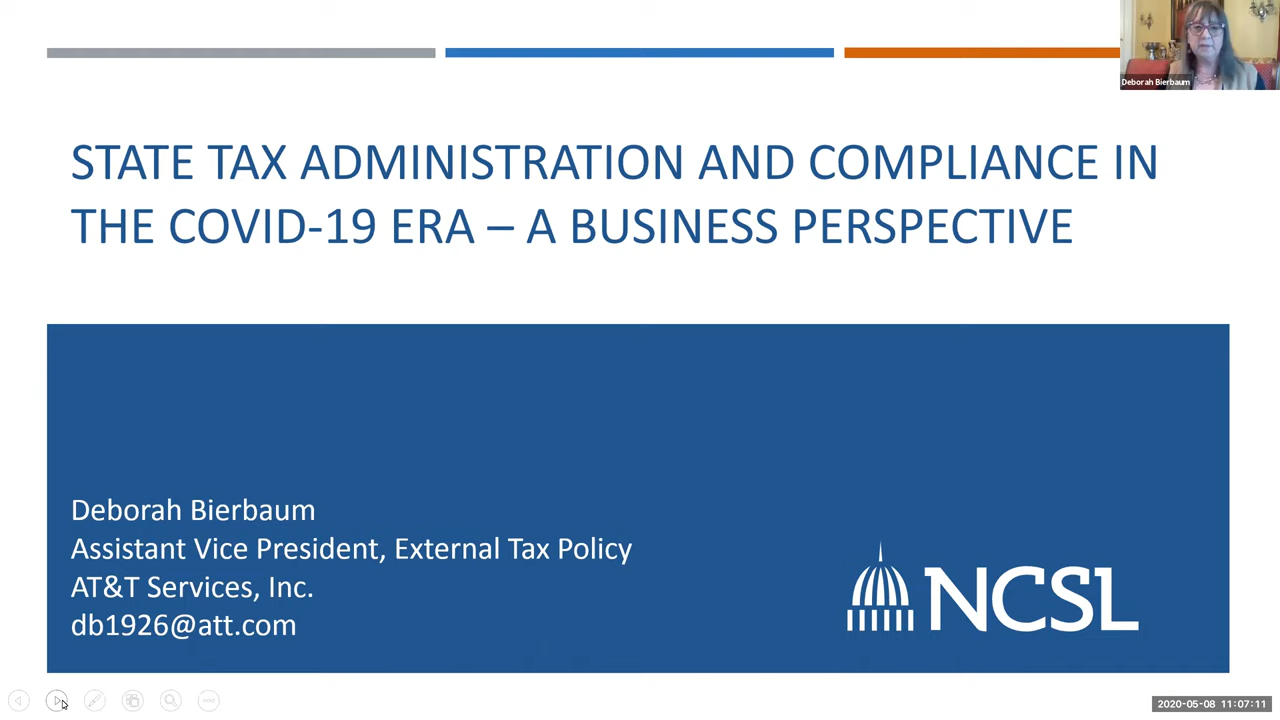 Deborah Bierbaum
STATE TAX ADMINISTRATION AND COMPLIANCE IN
THE COVID-19 ERA – A BUSINESS PERSPECTIVE
Deborah Bierbaum
Assistant Vice President, External Tax Policy
AT&T Services, Inc.
db1926@att.com
NCSL
2020-05-08 11:07:11